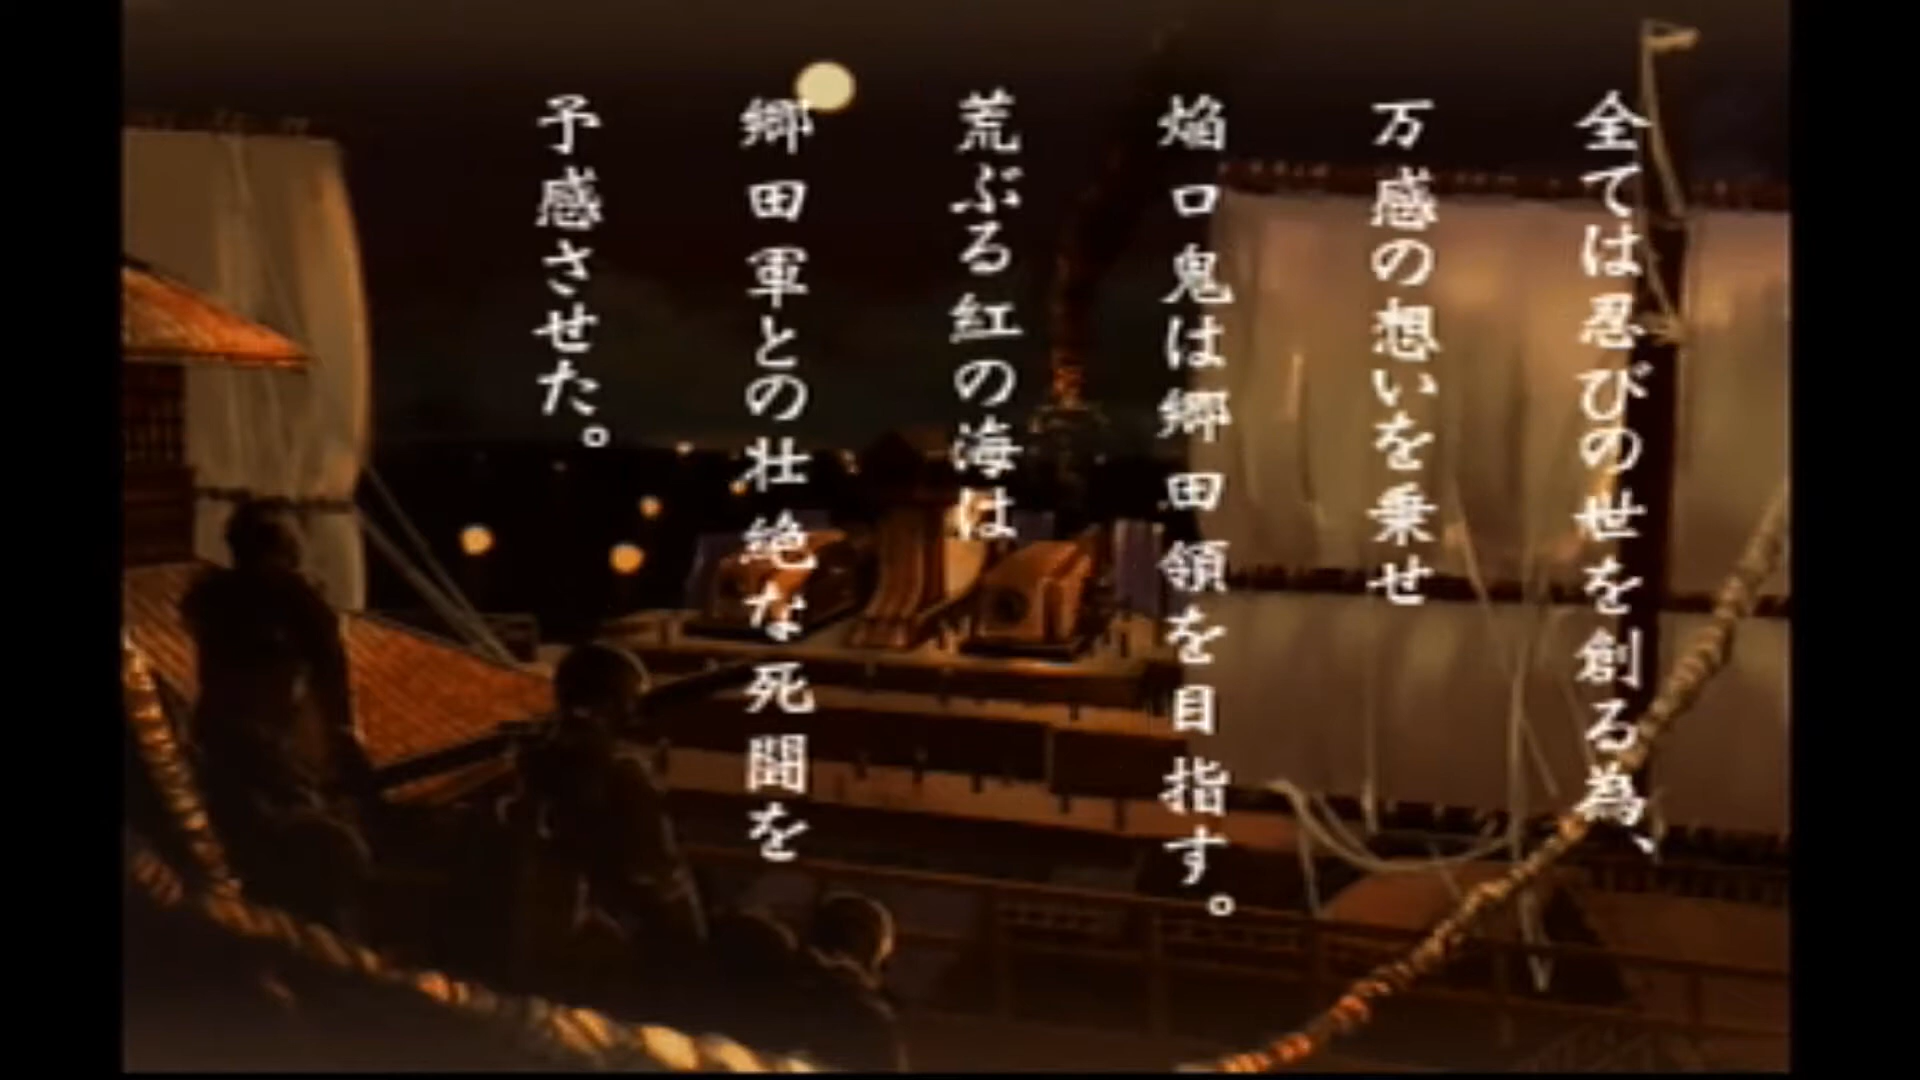 全ては忍びの世を創る為、
万感の想いを乗せ
焔口鬼は郷田領を目指す。
荒ぶる紅の海は
郷田軍との壮絶な死闘を
予感させた。